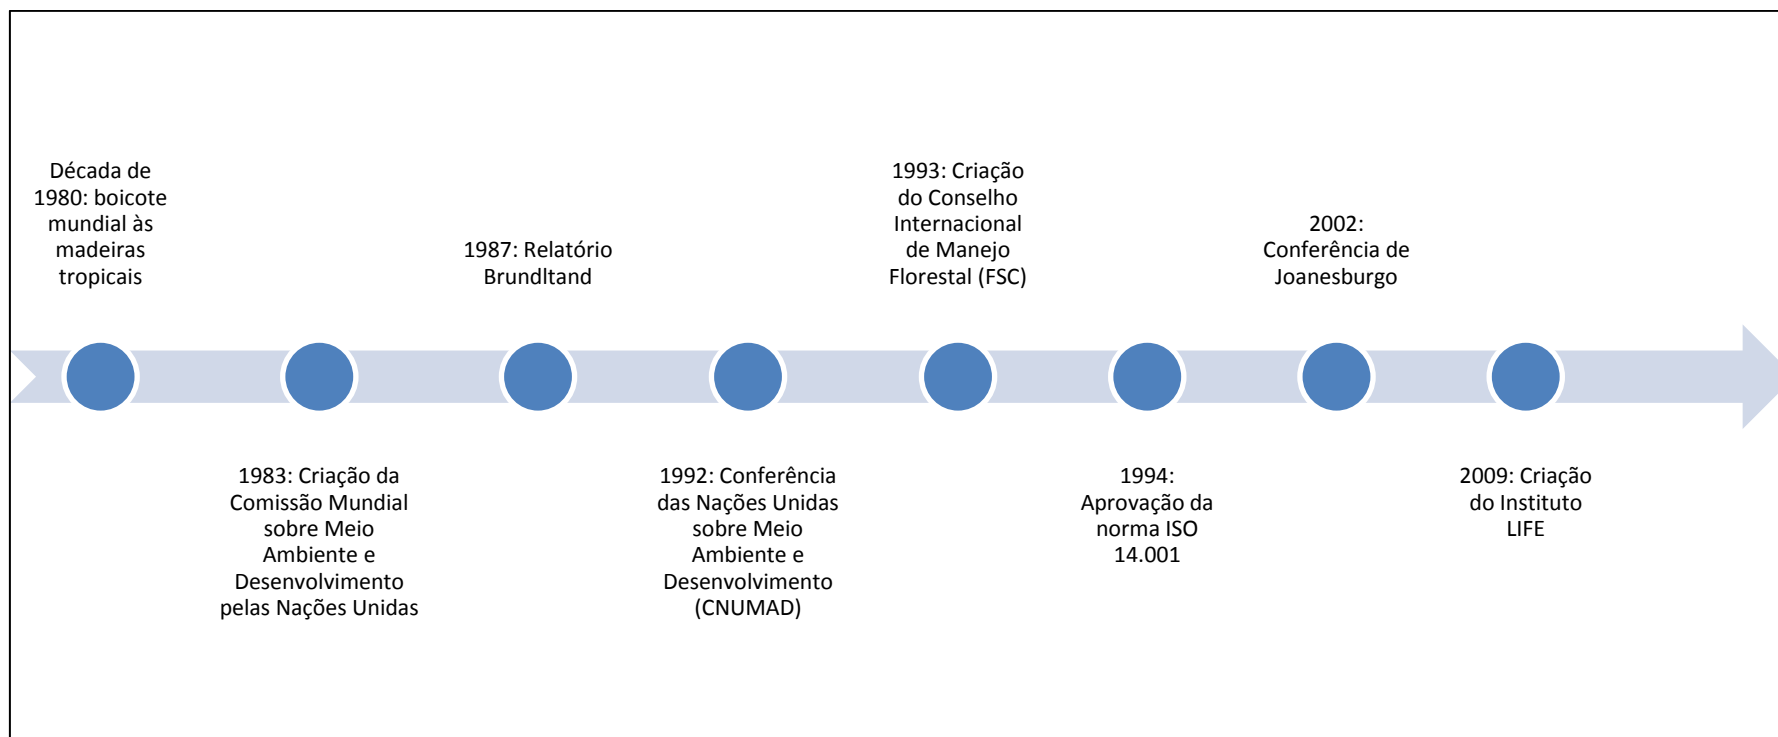 Década de
1980: boicote
mundial às
madeiras
tropicais
1983: Criação da
Comissão Mundial
sobre Meio
Ambiente e
Desenvolvimento
pelas Nações Unidas
1987: Relatório
Brundltand
1992: Conferência
das Nações Unidas
sobre Meio
Ambiente e
Desenvolvimento
(CNUMAD)
1993: Criação
do Conselho
Internacional
de Manejo
Florestal (FSC)
1994:
Aprovação da
norma ISO
14.001
2002:
Conferência de
Joanesburgo
2009: Criação
do Instituto
LIFE